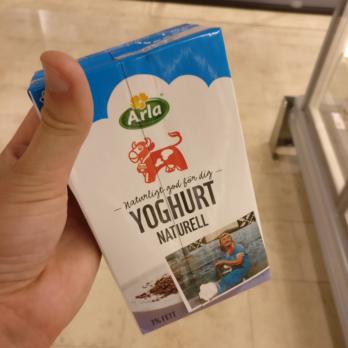 Arla
Naturligt god för dig
YOGHURT
NATURELL
3% FETT